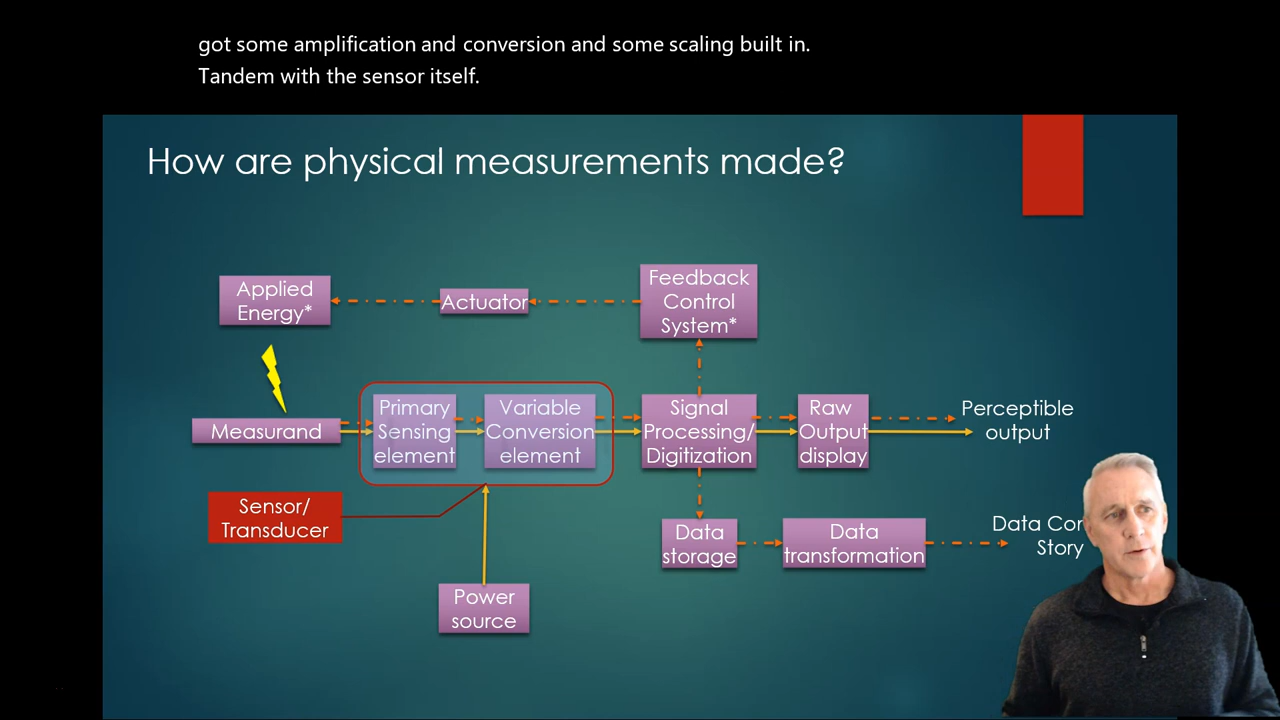 got some amplification and conversion and some scaling built in.
Tandem with the sensor itself.
How are physical measurements made?
Applied
Energy*
Actuator
Feedback
Control
System*
Measurand
Primary
Sensing
element
Variable
Conversion
element
Signal
Processing/
Digitization
Raw
Output
display
Perceptible
output
Sensor/
Transducer
Data
storage
Data
transformation
Data
Story
Power
source